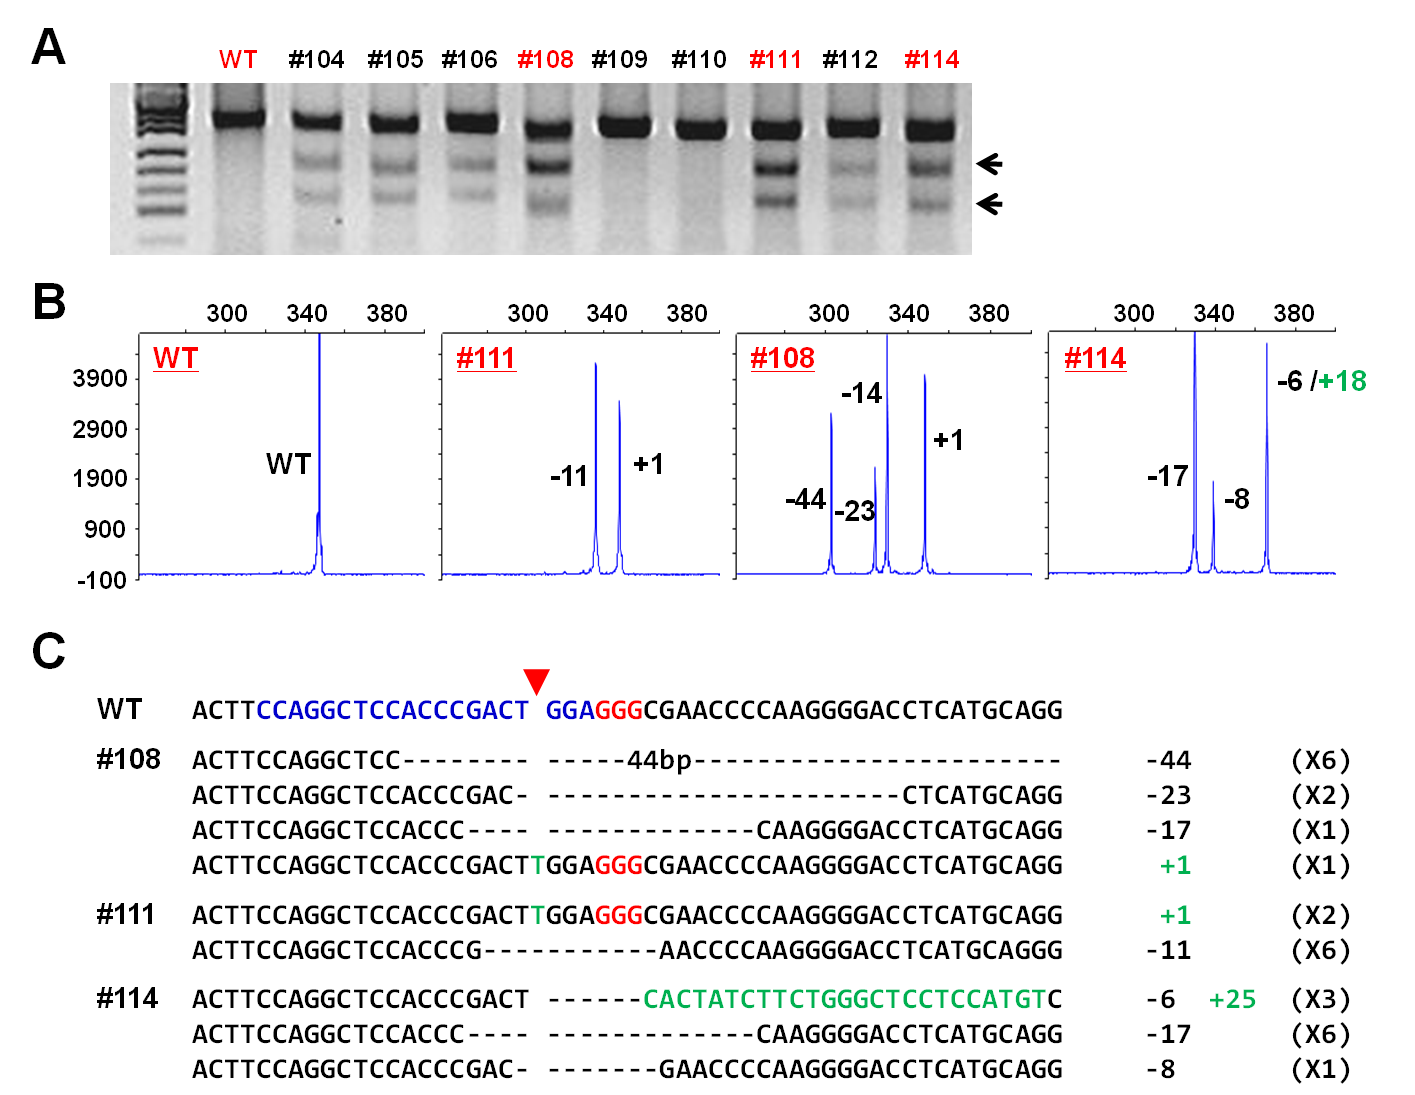 A
WT #104 #105 #106 #108 #109 #110 #111 #112 #114
B
300 340 380 300 340 380 300 340 380 300 340 380
WT #111 #108 #114
3900
2900
1900
900
-100
WT
-11 +1
-44 -23 -14 +1
-17 -8 -6 /+18
C
WT ACTTCCAGGCTCCACCCGACT GGAGGGCGAACCCCAAGGGGACCTCATGCAGG
#108 ACTTCCAGGCTCC-------- -----44bp----------------------- -44 (X6)
ACTTCCAGGCTCCACCCGAC- ----------------------CTCATGCAGG -23 (X2)
ACTTCCAGGCTCCACCC---- -------------CAAGGGGACCTCATGCAGG -17 (X1)
ACTTCCAGGCTCCACCCGACTTGGAGGGCGAACCCCAAGGGGACCTCATGCAGG +1 (X1)
#111 ACTTCCAGGCTCCACCCGACTTGGAGGGCGAACCCCAAGGGGACCTCATGCAGG +1 (X2)
ACTTCCAGGCTCCACCCG-----------AACCCCAAGGGGACCTCATGCAGGG -11 (X6)
#114 ACTTCCAGGCTCCACCCGACT ------CACTATCTTCTGGGCTCCTCCATGTC -6 +25 (X3)
ACTTCCAGGCTCCACCC---- -------------CAAGGGGACCTCATGCAGG -17 (X6)
ACTTCCAGGCTCCACCCGAC- -------GAACCCCAAGGGGACCTCATGCAGG -8 (X1)